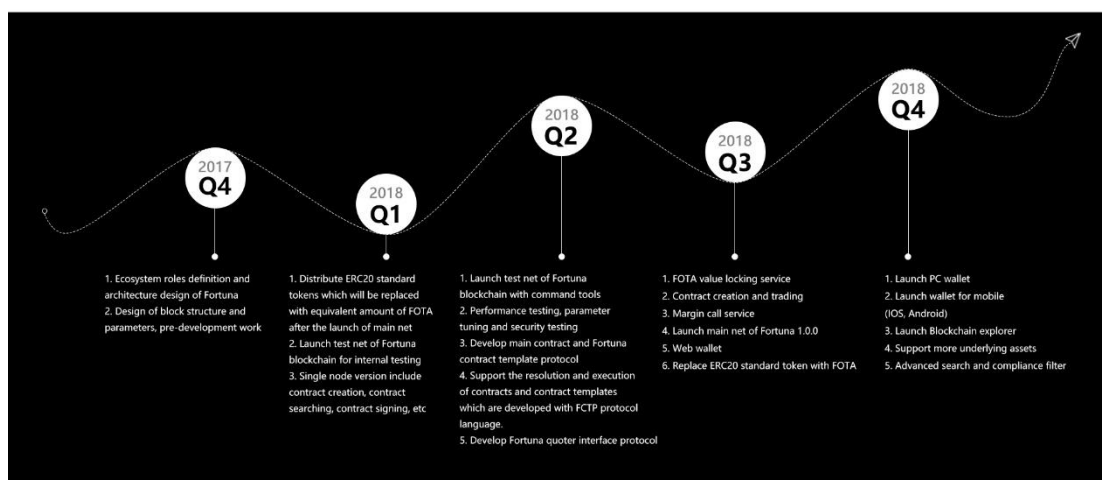 2017
Q4
1. Ecosystem roles definition and
architecture design of Fortuna
2. Design of block structure and
parameters, pre-development work
2018
Q1
1. Distribute ERC20 standard
tokens which will be replaced
with equivalent amount of FOTA
after the launch of main net
2. Launch test net of Fortuna
blockchain for internal testing
3. Single node version include
contract creation, contract
searching, contract signing, etc
2018
Q2
1. Launch test net of Fortuna
blockchain with command tools
2. Performance testing, parameter
tuning and security testing
3. Develop main contract and Fortuna
contract template protocol
4. Support the resolution and execution
of contracts and contract templates
which are developed with FCTP protocol
language.
5. Develop Fortuna quoter interface protocol
2018
Q3
1. FOTA value locking service
2. Contract creation and trading
3. Margin call service
4. Launch main net of Fortuna 1.0.0
5. Web wallet
6. Replace ERC20 standard token with FOTA
2018
Q4
1. Launch PC wallet
2. Launch wallet for mobile
(IOS, Android)
3. Launch Blockchain explorer
4. Support more underlying assets
5. Advanced search and compliance filter